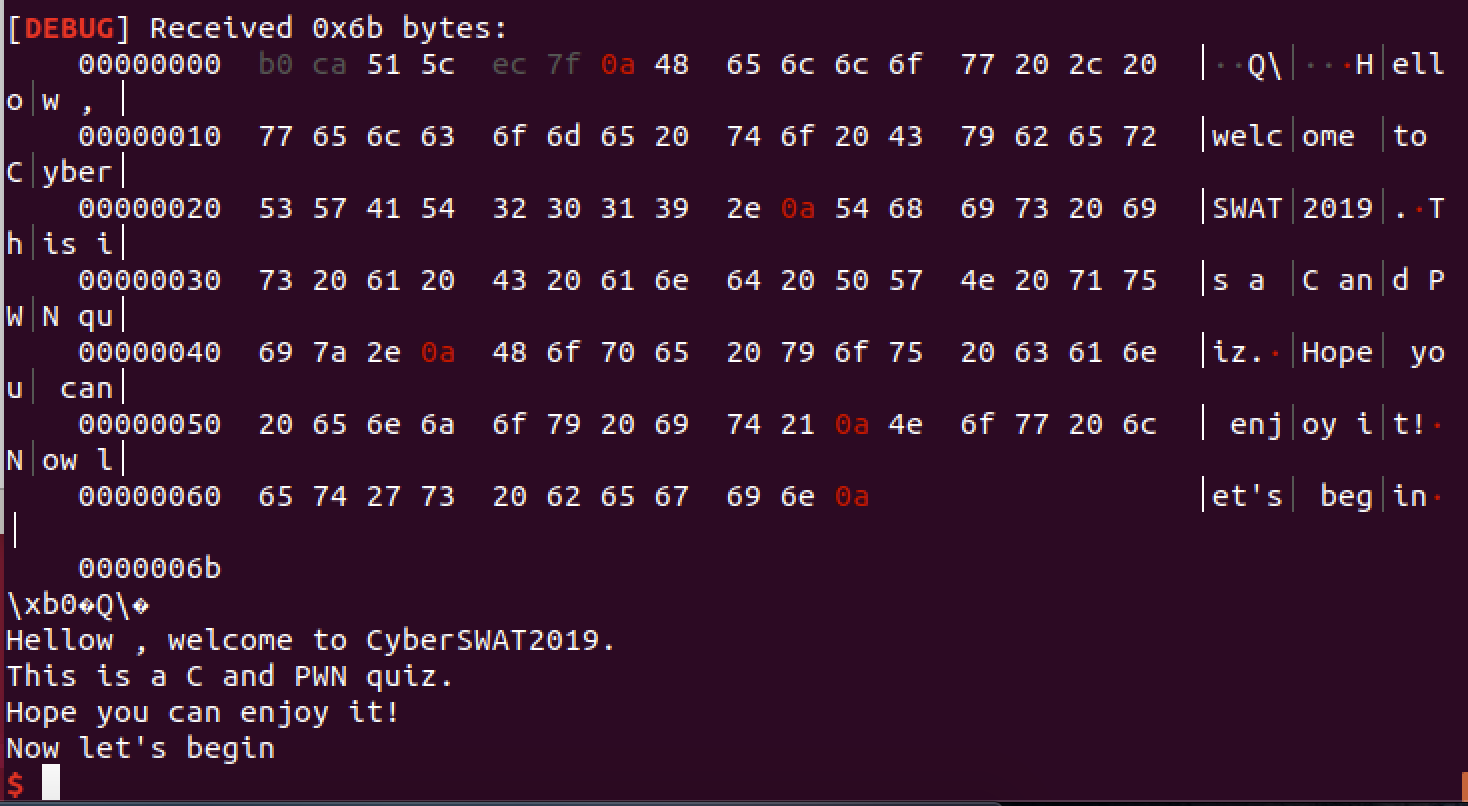 [DEBUG] Received 0x6b bytes:
    00000000  b0 ca 51 5c  ec 7f 0a 48  65 6c 6c 6f  77 20 2c 20  │··Q\│···H│ell
o│w , │
    00000010  77 65 6c 63  6f 6d 65 20  74 6f 20 43  79 62 65 72  │welc│ome │to 
C│yber│
    00000020  53 57 41 54  32 30 31 39  2e 0a 54 68  69 73 20 69  │SWAT│2019│.·T
h│is i│
    00000030  73 20 61 20  43 20 61 6e  64 20 50 57  4e 20 71 75  │s a │C an│d P
W│N qu│
    00000040  69 7a 2e 0a  48 6f 70 65  20 79 6f 75  20 63 61 6e  │iz.·│Hope│ yo
u│ can│
    00000050  20 65 6e 6a  6f 79 20 69  74 21 0a 4e  6f 77 20 6c  │ enj│oy i│t!·
N│ow l│
    00000060  65 74 27 73  20 62 65 67  69 6e 0a                  │et's│ beg│in·
│
    0000006b
\xb0�Q\�
Hellow , welcome to CyberSWAT2019.
This is a C and PWN quiz.
Hope you can enjoy it!
Now let's begin
$